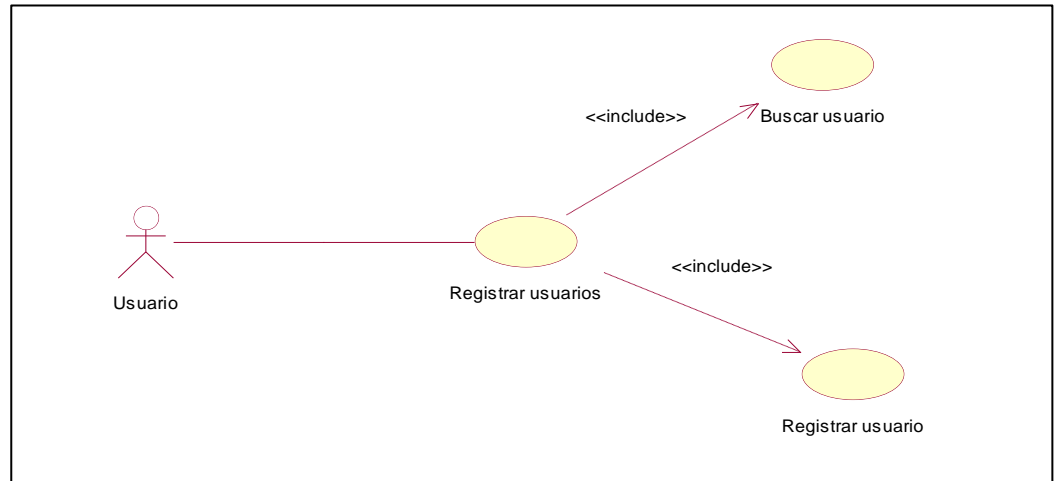 <<include>>
Buscar usuario
Usuario
Registrar usuarios
<<include>>
Registrar usuario